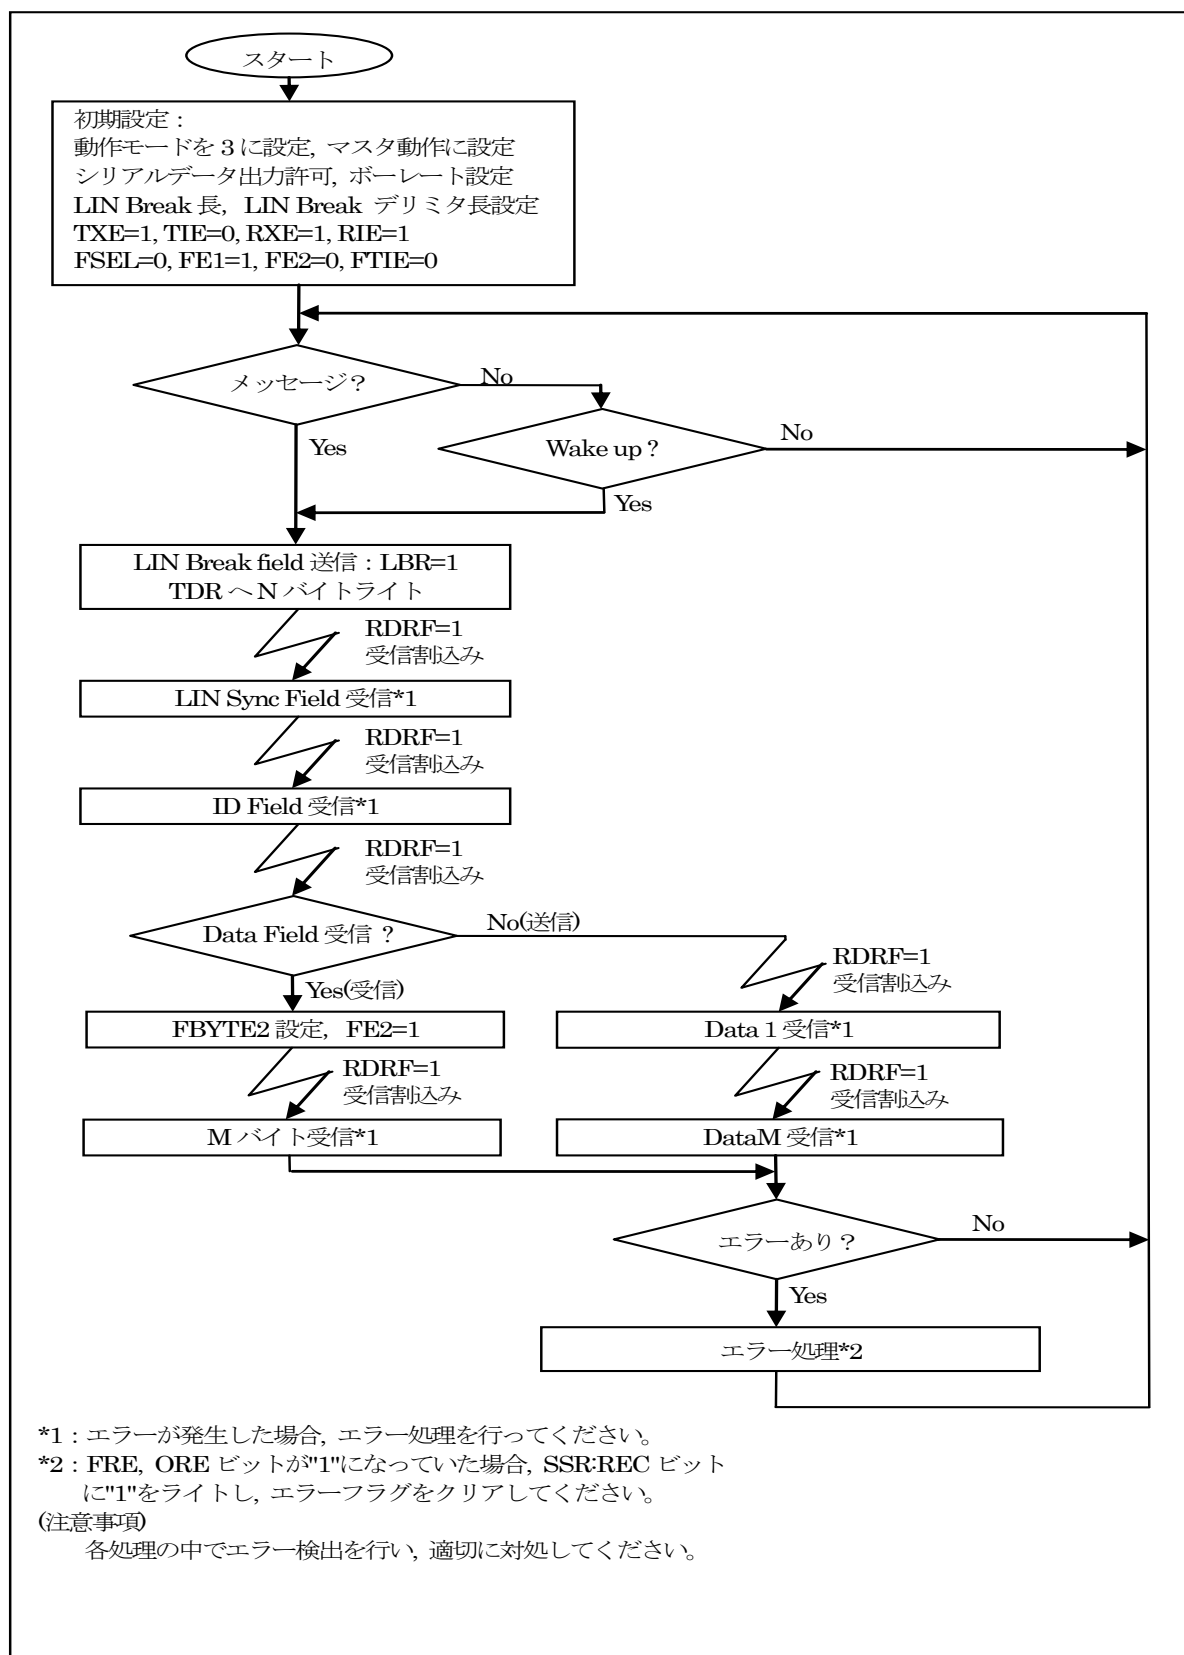 スタート
初期設定：
動作モードを 3 に設定, マスタ動作に設定
シリアルデータ出力許可, ボーレート設定
LIN Break 長, LIN Break デリミタ長設定
TXE=1, TIE=0, RXE=1, RIE=1
FSEL=0, FE1=1, FE2=0, FTIE=0
メッセージ？
No
Wake up？
No
Yes
Yes
LIN Break field 送信：LBR=1
TDR へ N バイトライト
RDRF=1
受信割込み
LIN Sync Field 受信*1
RDRF=1
受信割込み
ID Field 受信*1
RDRF=1
受信割込み
Data Field 受信？
No(送信)
RDRF=1
受信割込み
Yes(受信)
FBYTE2 設定, FE2=1
Data 1 受信*1
RDRF=1
受信割込み
RDRF=1
受信割込み
M バイト受信*1
DataM 受信*1
エラーあり？
No
Yes
エラー処理*2
*1：エラーが発生した場合, エラー処理を行ってください。
*2：FRE, ORE ビットが"1"になっていた場合, SSR:REC ビット
に"1"をライトし, エラーフラグをクリアしてください。
(注意事項)
各処理の中でエラー検出を行い, 適切に対処してください。